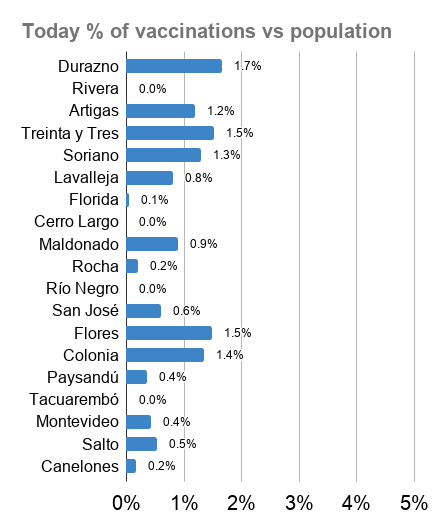 Today % of vaccinations vs population
Durazno 1.7%
Rivera 0.0%
Artigas 1.2%
Treinta y Tres 1.5%
Soriano 1.3%
Lavalleja 0.8%
Florida 0.1%
Cerro Largo 0.0%
Maldonado 0.9%
Rocha 0.2%
Río Negro 0.0%
San José 0.6%
Flores 1.5%
Colonia 1.4%
Paysandú 0.4%
Tacuarembó 0.0%
Montevideo 0.4%
Salto 0.5%
Canelones 0.2%
0% 1% 2% 3% 4% 5%